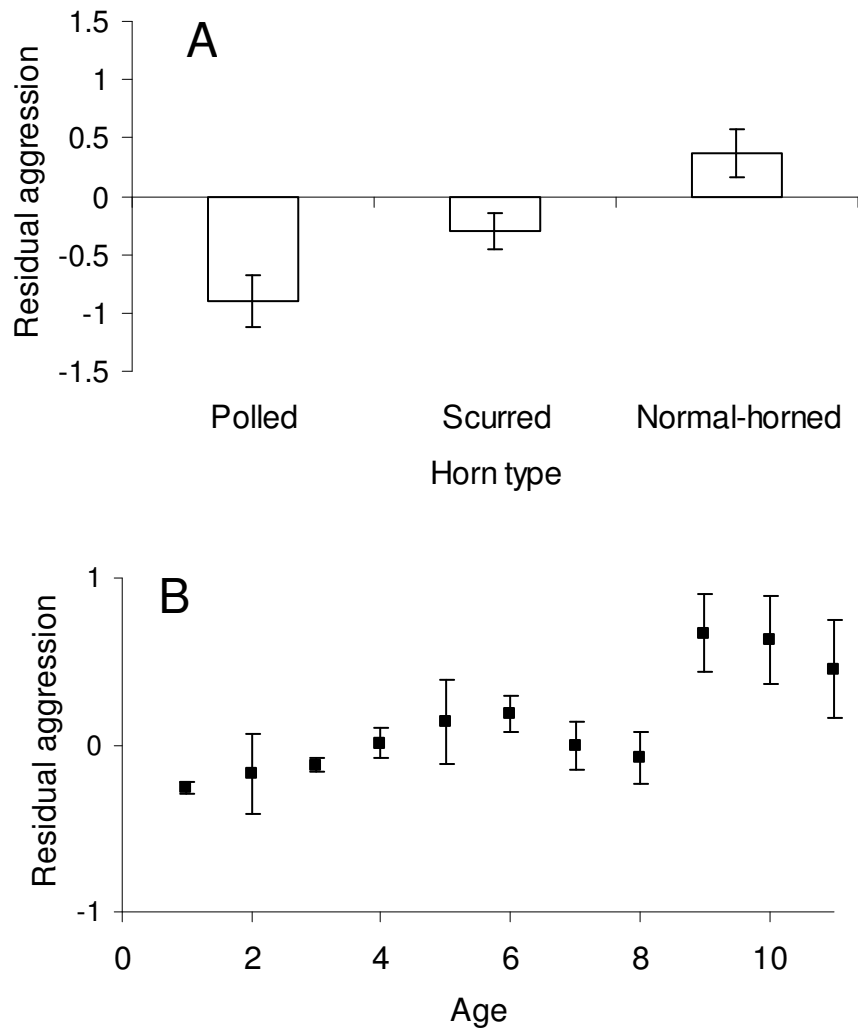 A
Residual aggression
1.5
1
0.5
0
-0.5
-1
-1.5
Polled Scurred Normal-horned
Horn type
B
Residual aggression
1
0
-1
0 2 4 6 8 10
Age